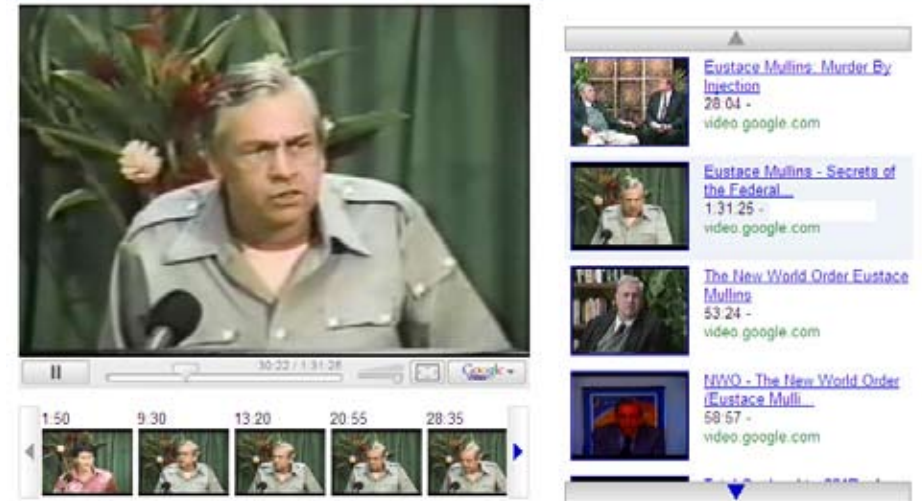 30:22 / 1:31:26
Google
1:50 9:30 13:20 20:55 28:35
Eustace Mullins: Murder By
Injection
28:04 -
video.google.com
Eustace Mullins - Secrets of
the Federal...
1:31:25 -
video.google.com
The New World Order Eustace
Mullins
53:24 -
video.google.com
NWO - The New World Order
(Eustace Mulli...
58:57 -
video.google.com